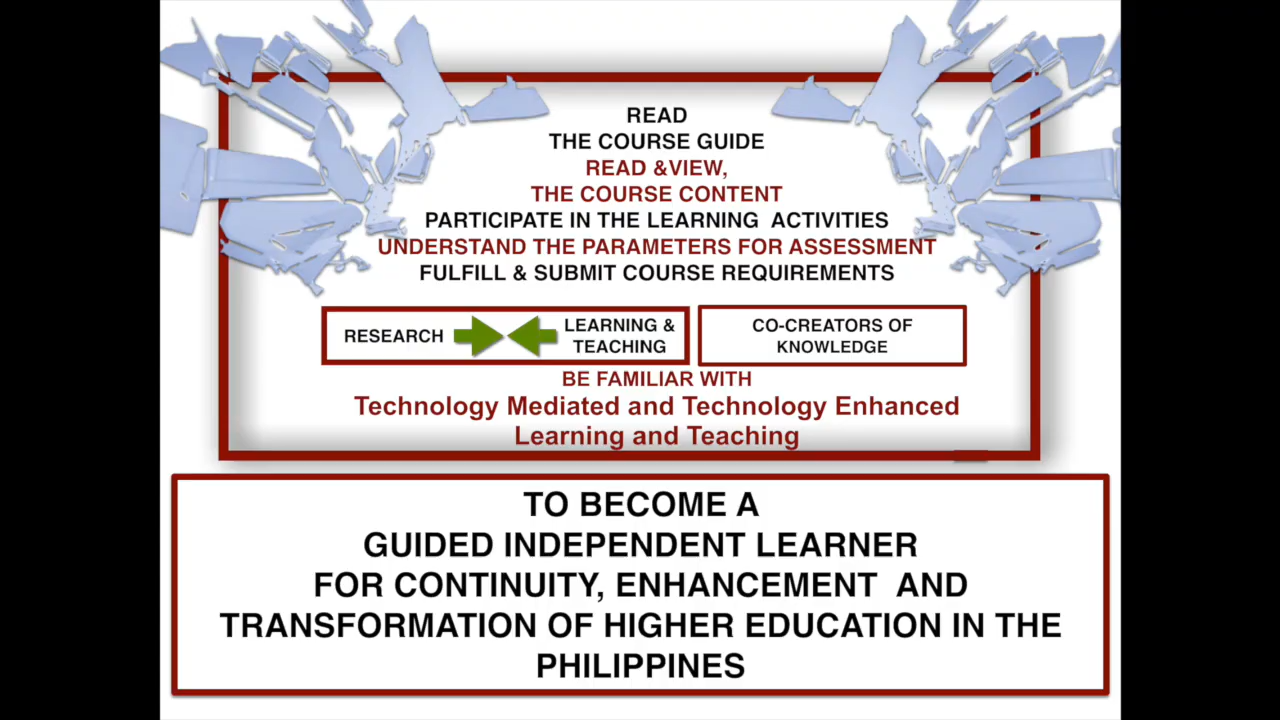 READ
THE COURSE GUIDE
READ &VIEW,
THE COURSE CONTENT
PARTICIPATE IN THE LEARNING  ACTIVITIES
UNDERSTAND THE PARAMETERS FOR ASSESSMENT
FULFILL & SUBMIT COURSE REQUIREMENTS
RESEARCH
LEARNING &
TEACHING
CO-CREATORS OF
KNOWLEDGE
BE FAMILIAR WITH
Technology Mediated and Technology Enhanced
Learning and Teaching
TO BECOME A
GUIDED INDEPENDENT LEARNER
FOR CONTINUITY, ENHANCEMENT  AND
TRANSFORMATION OF HIGHER EDUCATION IN THE
PHILIPPINES